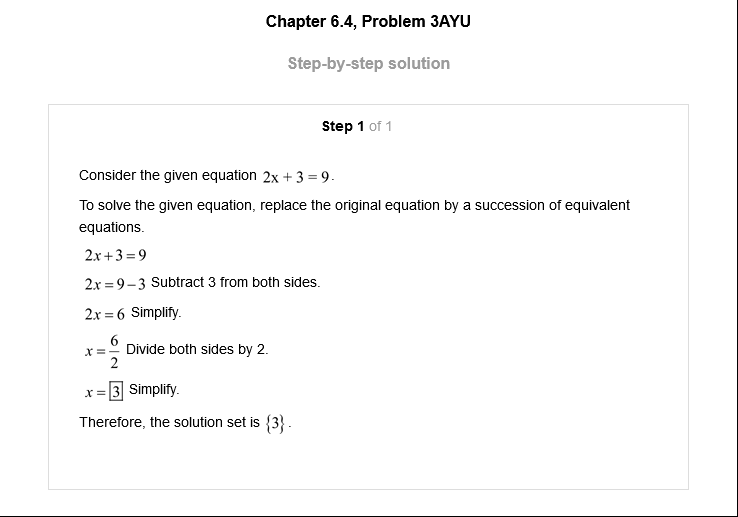 Chapter 6.4, Problem 3AYU
Step-by-step solution
Step 1 of 1
Consider the given equation 2x + 3 = 9.
To solve the given equation, replace the original equation by a succession of equivalent
equations.
2x + 3 = 9
2x = 9 − 3 Subtract 3 from both sides.
2x = 6 Simplify.
x = 6/2 Divide both sides by 2.
x = 3 Simplify.
Therefore, the solution set is {3}.